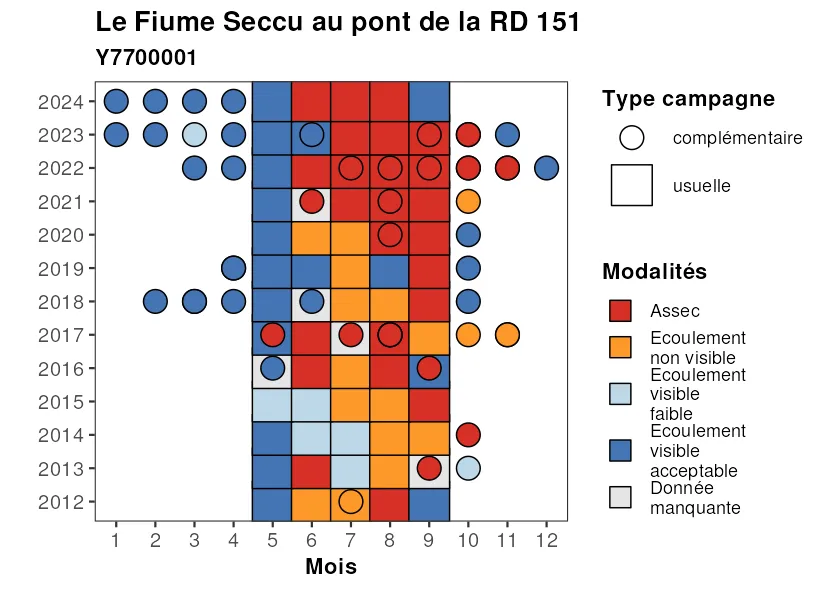 Le Fiume Seccu au pont de la RD 151
Y7700001
2024
2023
2022
2021
2020
2019
2018
2017
2016
2015
2014
2013
2012
1 2 3 4 5 6 7 8 9 10 11 12
Mois
Type campagne
complémentaire
usuelle
Modalités
Assec
Ecoulement
non visible
Ecoulement
visible
faible
Ecoulement
visible
acceptable
Donnée
manquante